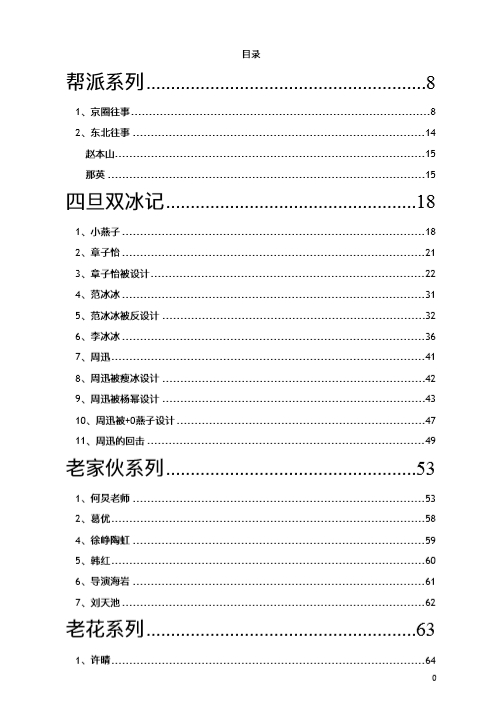 目录
帮派系列........................................................8
1、京圈往事........................................................8
2、东北往事........................................................14
赵本山........................................................15
那英........................................................15
四旦双冰记........................................................18
1、小燕子........................................................18
2、章子怡........................................................21
3、章子怡被设计........................................................22
4、范冰冰........................................................31
5、范冰冰被反设计........................................................32
6、李冰冰........................................................36
7、周迅........................................................41
8、周迅被瘦冰设计........................................................42
9、周迅被杨幂设计........................................................43
10、周迅被+0燕子设计........................................................47
11、周迅的回击........................................................49
老家伙系列........................................................53
1、何炅老师........................................................53
2、葛优........................................................58
4、徐峥陶虹........................................................59
5、韩红........................................................60
6、导演海岩........................................................61
7、刘天池........................................................62
老花系列........................................................63
1、许晴........................................................64
0